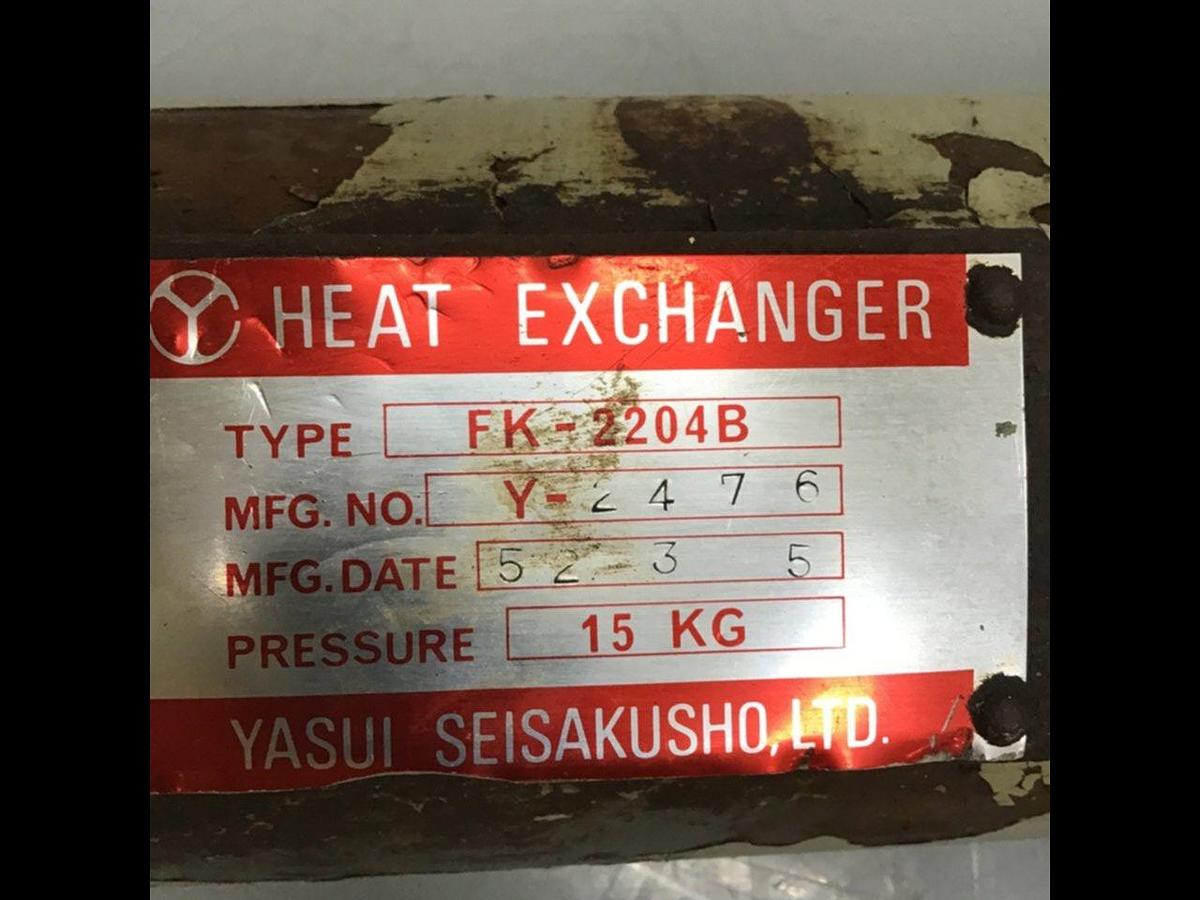 HEAT EXCHANGER
TYPE FK-2204B
MFG. NO. Y-2476
MFG. DATE 52 3 5
PRESSURE 15 KG
YASUI SEISAKUSHO, LTD.